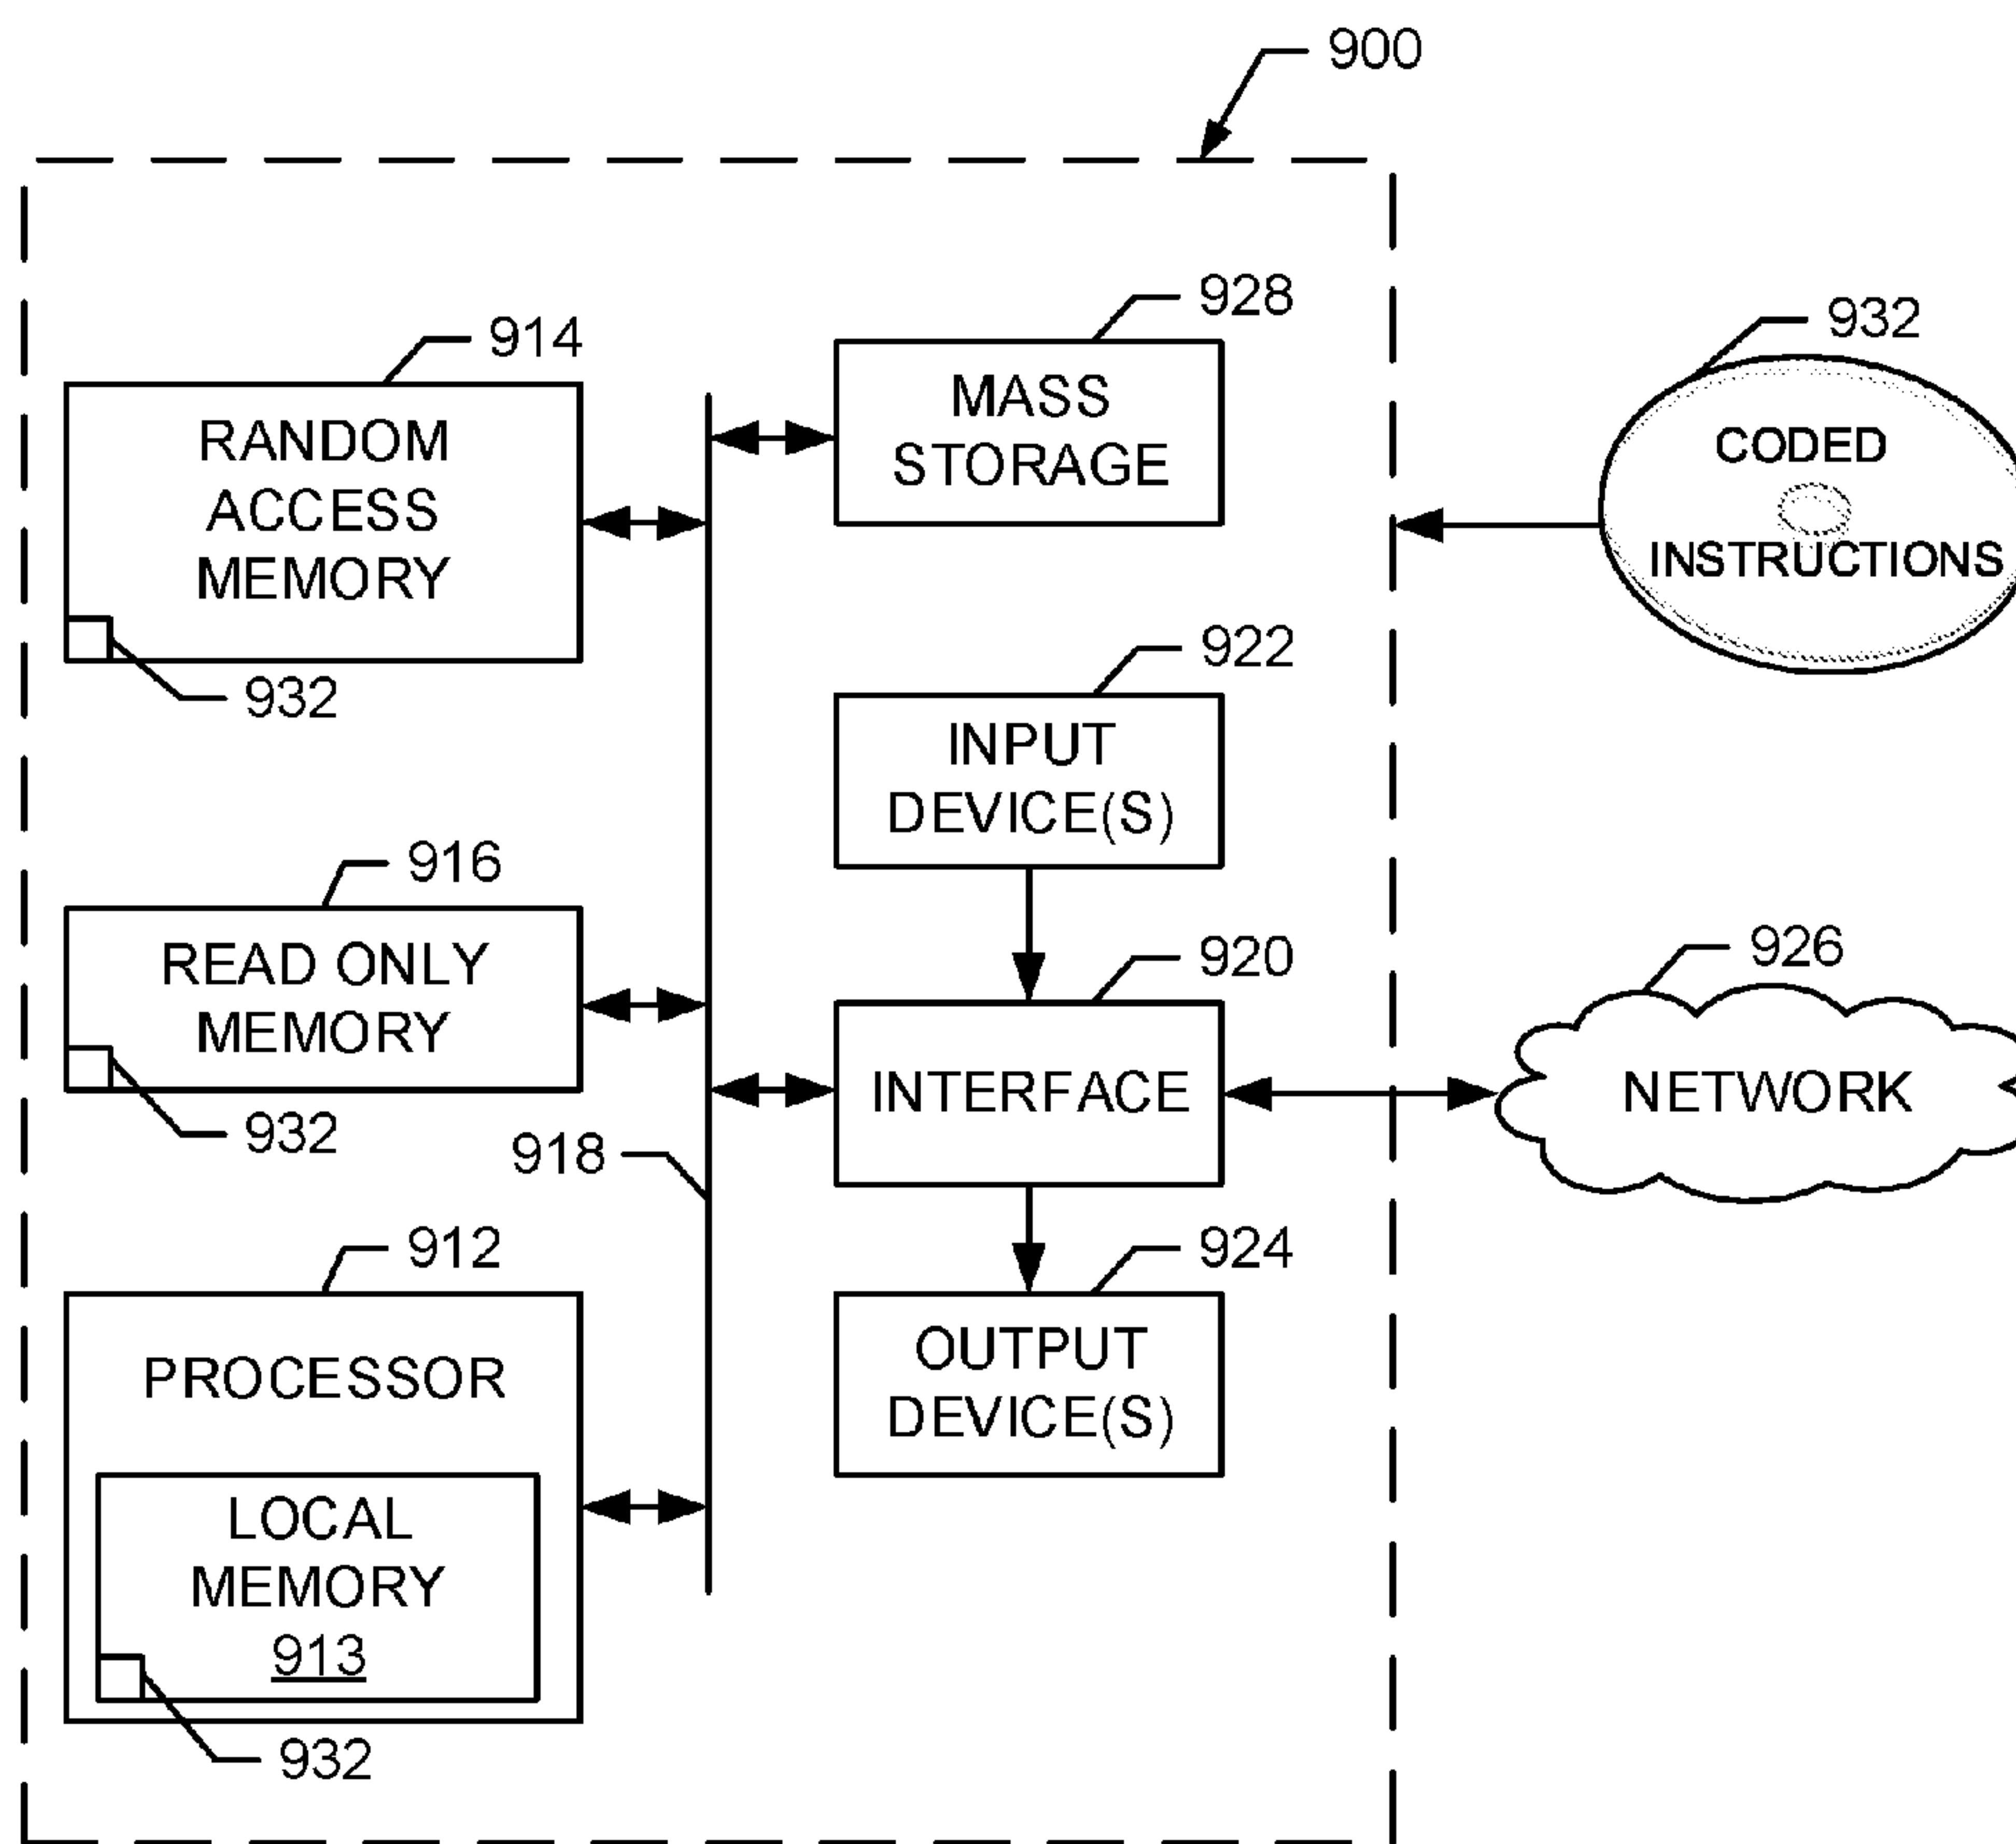 900
928
914
MASS
STORAGE
RANDOM
ACCESS
MEMORY
932
932
CODED
INSTRUCTIONS
922
INPUT
DEVICE(S)
916
READ ONLY
MEMORY
932
920
INTERFACE
926
NETWORK
918
912
PROCESSOR
LOCAL
MEMORY
913
932
924
OUTPUT
DEVICE(S)